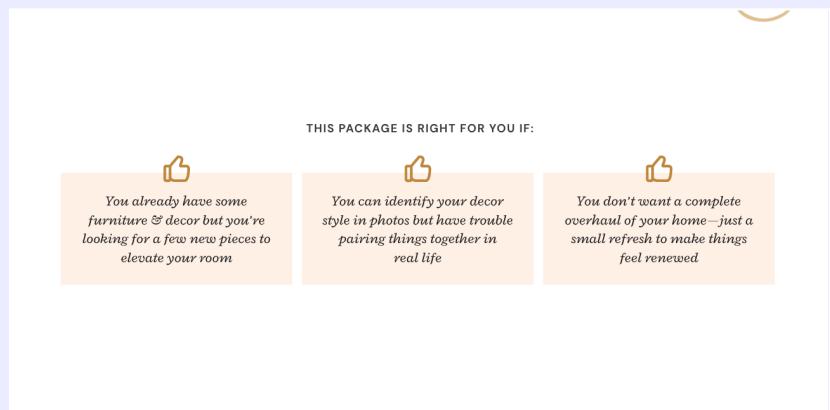 THIS PACKAGE IS RIGHT FOR YOU IF:
You already have some
furniture & decor but you're
looking for a few new pieces to
elevate your room
You can identify your decor
style in photos but have trouble
pairing things together in
real life
You don't want a complete
overhaul of your home—just a
small refresh to make things
feel renewed